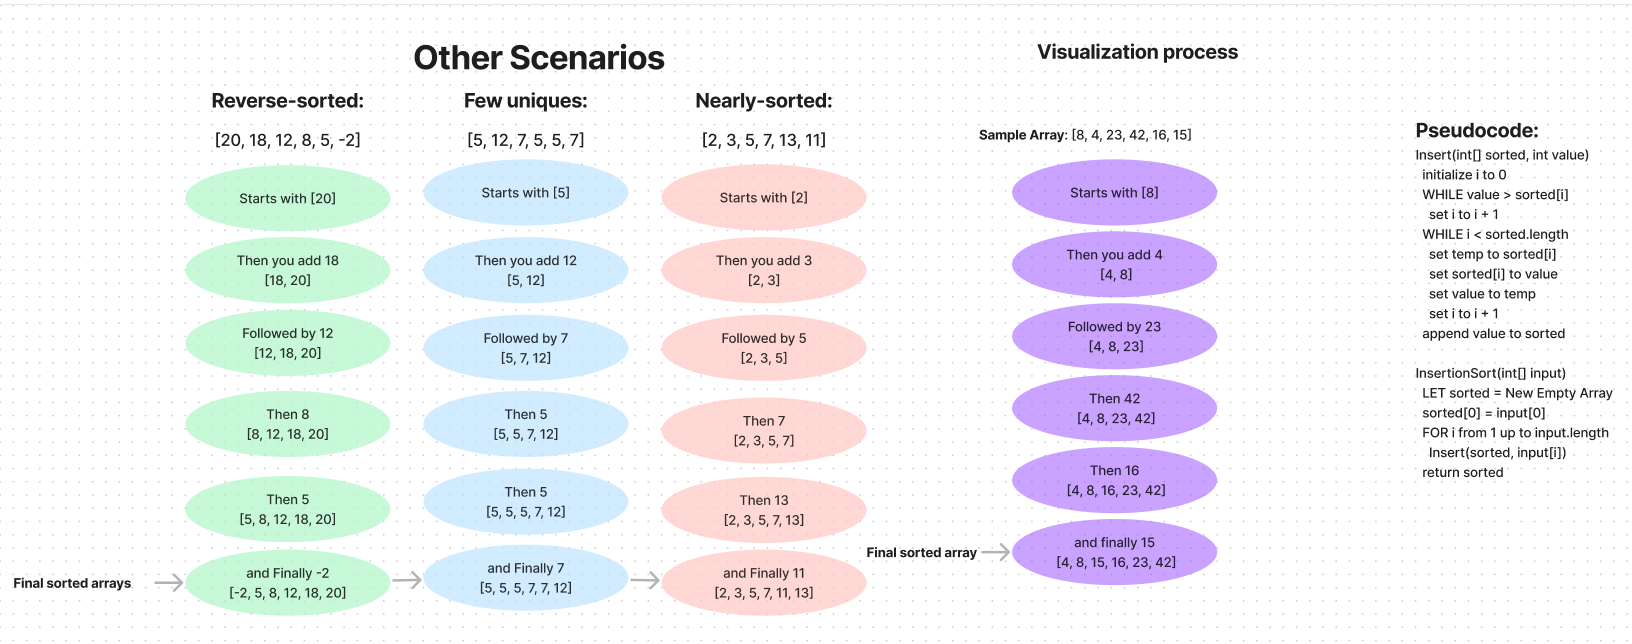 Other Scenarios
Reverse-sorted:
[20, 18, 12, 8, 5, -2]
Starts with [20]
Then you add 18
[18, 20]
Followed by 12
[12, 18, 20]
Then 8
[8, 12, 18, 20]
Then 5
[5, 8, 12, 18, 20]
Final sorted arrays
and Finally -2
[-2, 5, 8, 12, 18, 20]
Few uniques:
[5, 12, 7, 5, 5, 7]
Starts with [5]
Then you add 12
[5, 12]
Followed by 7
[5, 7, 12]
Then 5
[5, 5, 7, 12]
Then 5
[5, 5, 5, 7, 12]
and Finally 7
[5, 5, 5, 7, 7, 12]
Nearly-sorted:
[2, 3, 5, 7, 13, 11]
Starts with [2]
Then you add 3
[2, 3]
Followed by 5
[2, 3, 5]
Then 7
[2, 3, 5, 7]
Then 13
[2, 3, 5, 7, 13]
and Finally 11
[2, 3, 5, 7, 11, 13]
Visualization process
Sample Array: [8, 4, 23, 42, 16, 15]
Starts with [8]
Then you add 4
[4, 8]
Followed by 23
[4, 8, 23]
Then 42
[4, 8, 23, 42]
Then 16
[4, 8, 16, 23, 42]
Final sorted array
and finally 15
[4, 8, 15, 16, 23, 42]
Pseudocode:
Insert(int[] sorted, int value)
initialize i to 0
WHILE value > sorted[i]
set i to i + 1
WHILE i < sorted.length
set temp to sorted[i]
set sorted[i] to value
set value to temp
set i to i + 1
append value to sorted
InsertionSort(int[] input)
LET sorted = New Empty Array
sorted[0] = input[0]
FOR i from 1 up to input.length
Insert(sorted, input[i])
return sorted